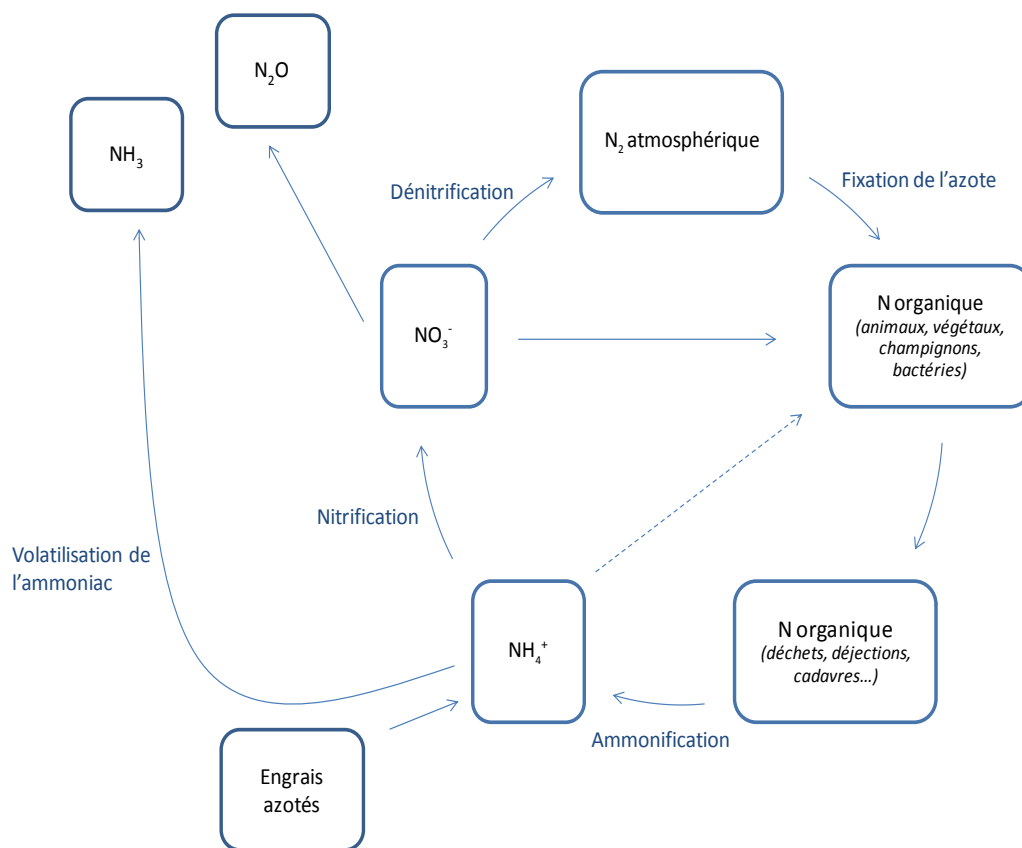 N₂O
NH₃
N₂ atmosphérique
Dénitrification
Fixation de l’azote
NO₃⁻
N organique
(animaux, végétaux,
champignons,
bactéries)
Nitrification
Volatilisation de
l’ammoniac
NH₄⁺
N organique
(déchets, déjections,
cadavres…)
Ammonification
Engrais
azotés